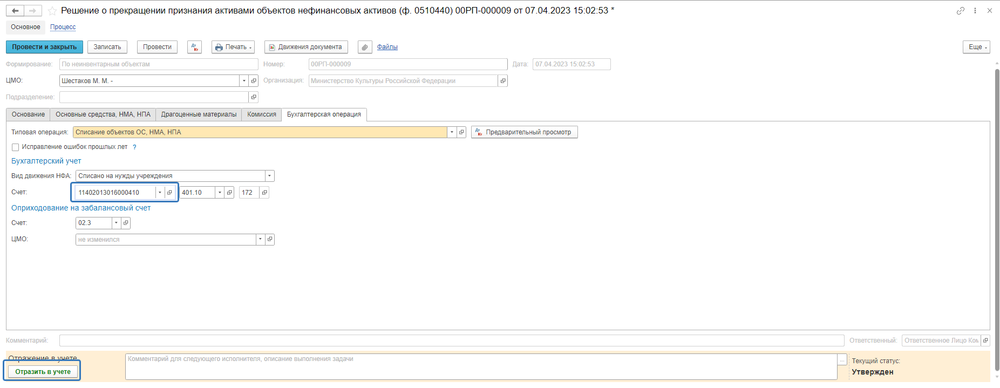 Решение о прекращении признания активами объектов нефинансовых активов (ф. 0510440) 00РП-000009 от 07.04.2023 15:02:53 *
Основное Процесс
Провести и закрыть Записать Провести Дт Кт Печать Движения документа Файлы Еще
Формирование: По неинвентарным объектам Номер: 00РП-000009 Дата: 07.04.2023 15:02:53
ЦМО: Шестаков М. М. - Организация: Министерство Культуры Российской Федерации
Подразделение:
Основание Основные средства, НМА, НПА Драгоценные материалы Комиссия Бухгалтерская операция
Типовая операция: Списание объектов ОС, НМА, НПА Дт Кт Предварительный просмотр
Исправление ошибок прошлых лет ?
Бухгалтерский учет
Вид движения НФА: Списано на нужды учреждения
Счет: 11402013016000410 401.10 172
Оприходование на забалансовый счет
Счет: 02.3
ЦМО: не изменился
Комментарий: Ответственный: Ответственное Лицо Ком
Отражение в учете Комментарий для следующего исполнителя, описание выполнения задачи ... Текущий статус:
Отразить в учете Утвержден